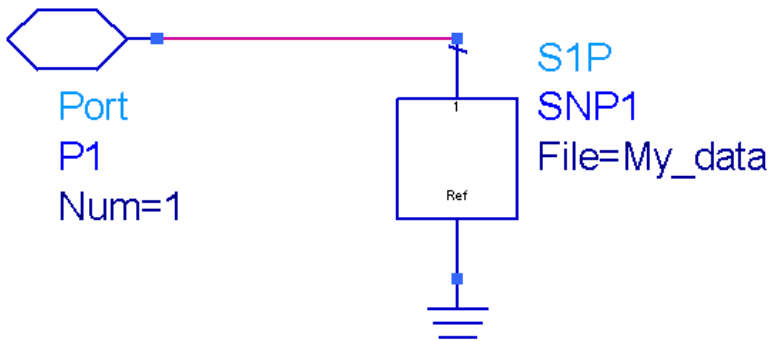 Port
P1
Num=1
1
Ref
S1P
SNP1
File=My_data